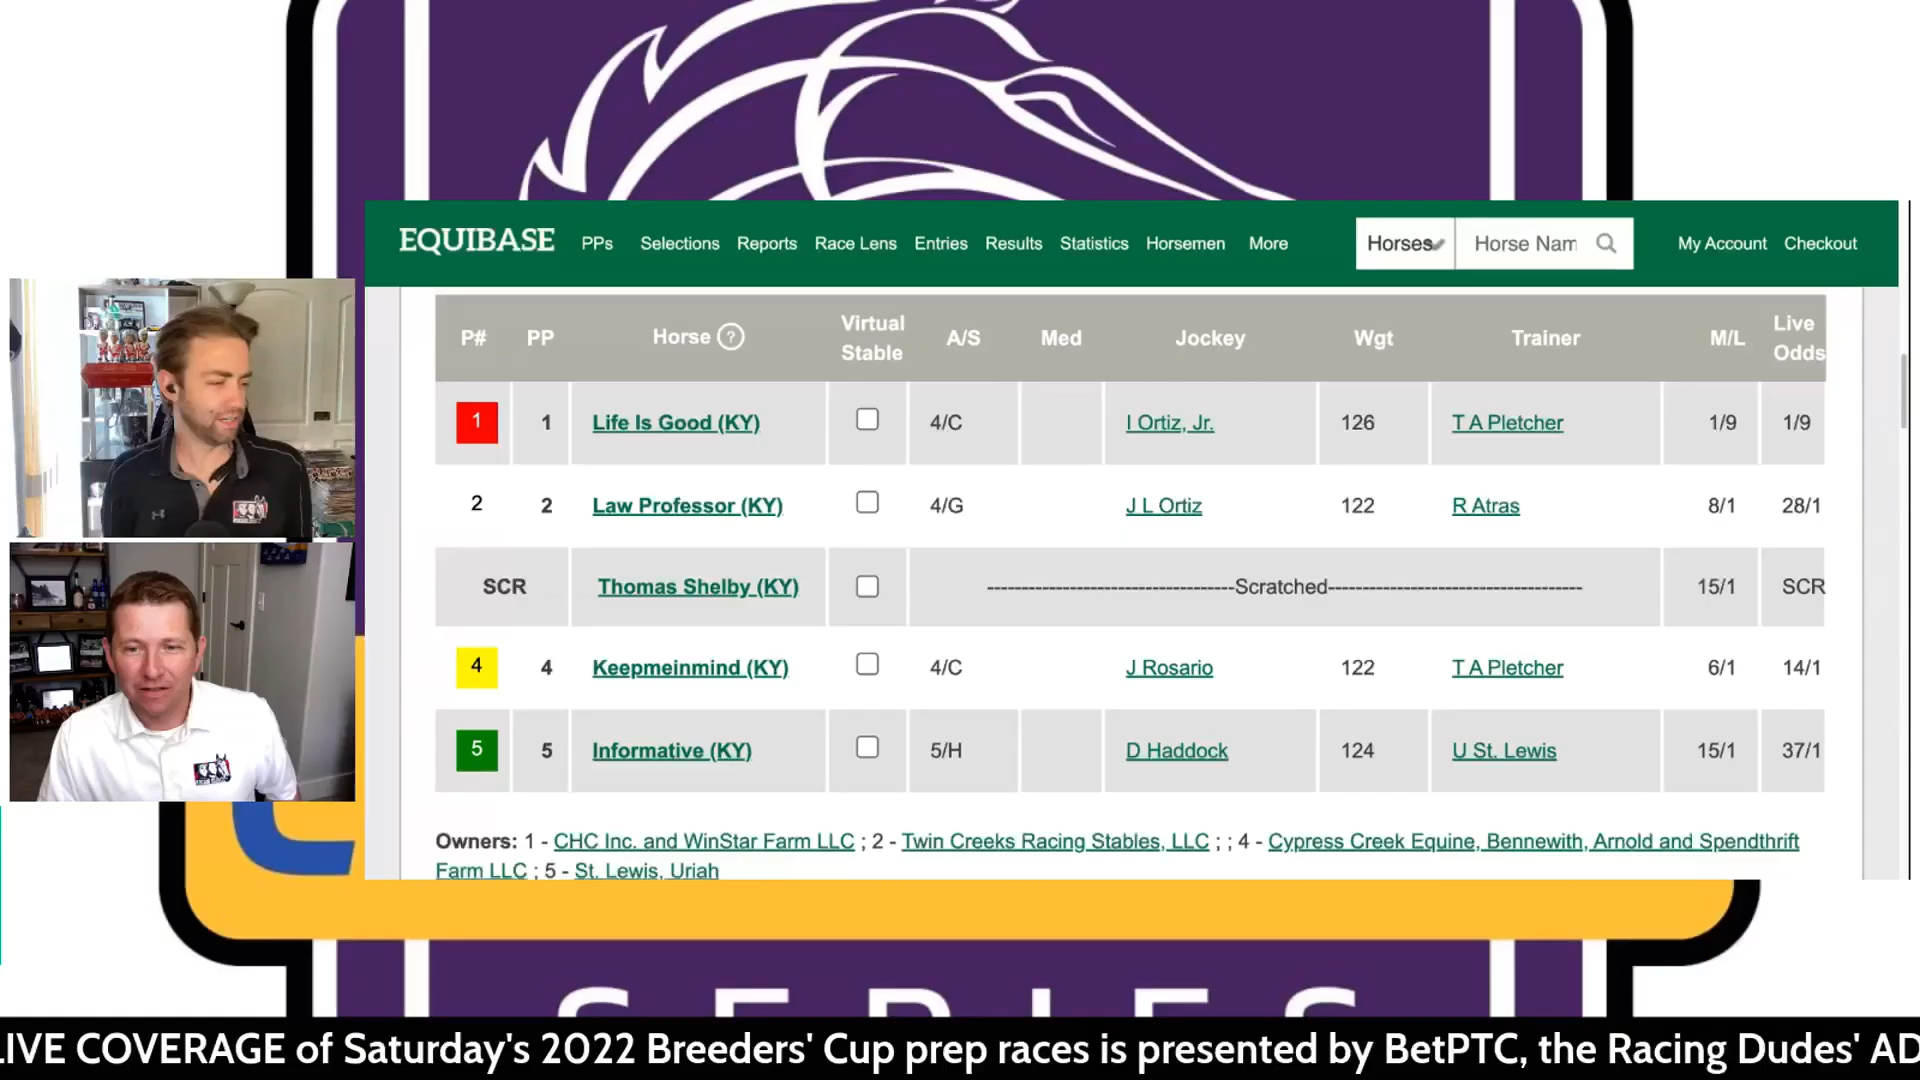 EQUIBASE PPs Selections Reports Race Lens Entries Results Statistics Horsemen More Horses Horse Nam My Account Checkout
P# PP Horse ? Virtual Stable A/S Med Jockey Wgt Trainer M/L Live Odds
1 1 Life Is Good (KY) 4/C I Ortiz, Jr. 126 T A Pletcher 1/9 1/9
2 2 Law Professor (KY) 4/G J L Ortiz 122 R Atras 8/1 28/1
SCR Thomas Shelby (KY) -----------------------------------Scratched------------------------------------ 15/1 SCR
4 4 Keepmeinmind (KY) 4/C J Rosario 122 T A Pletcher 6/1 14/1
5 5 Informative (KY) 5/H D Haddock 124 U St. Lewis 15/1 37/1
Owners: 1 - CHC Inc. and WinStar Farm LLC ; 2 - Twin Creeks Racing Stables, LLC ; ; 4 - Cypress Creek Equine, Bennewith, Arnold and Spendthrift
Farm LLC ; 5 - St. Lewis, Uriah
SERIES
LIVE COVERAGE of Saturday's 2022 Breeders' Cup prep races is presented by BetPTC, the Racing Dudes' AD